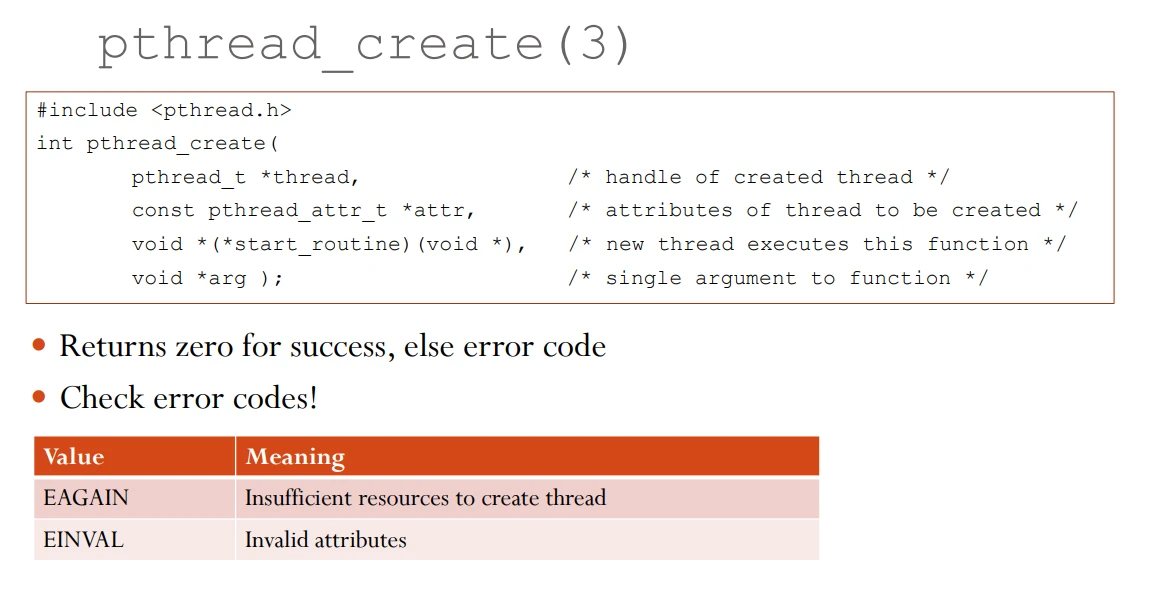 pthread_create(3)
#include <pthread.h>
int pthread_create(
pthread_t *thread, /* handle of created thread */
const pthread_attr_t *attr, /* attributes of thread to be created */
void *(*start_routine)(void *), /* new thread executes this function */
void *arg ); /* single argument to function */
• Returns zero for success, else error code
• Check error codes!
Value Meaning
EAGAIN Insufficient resources to create thread
EINVAL Invalid attributes